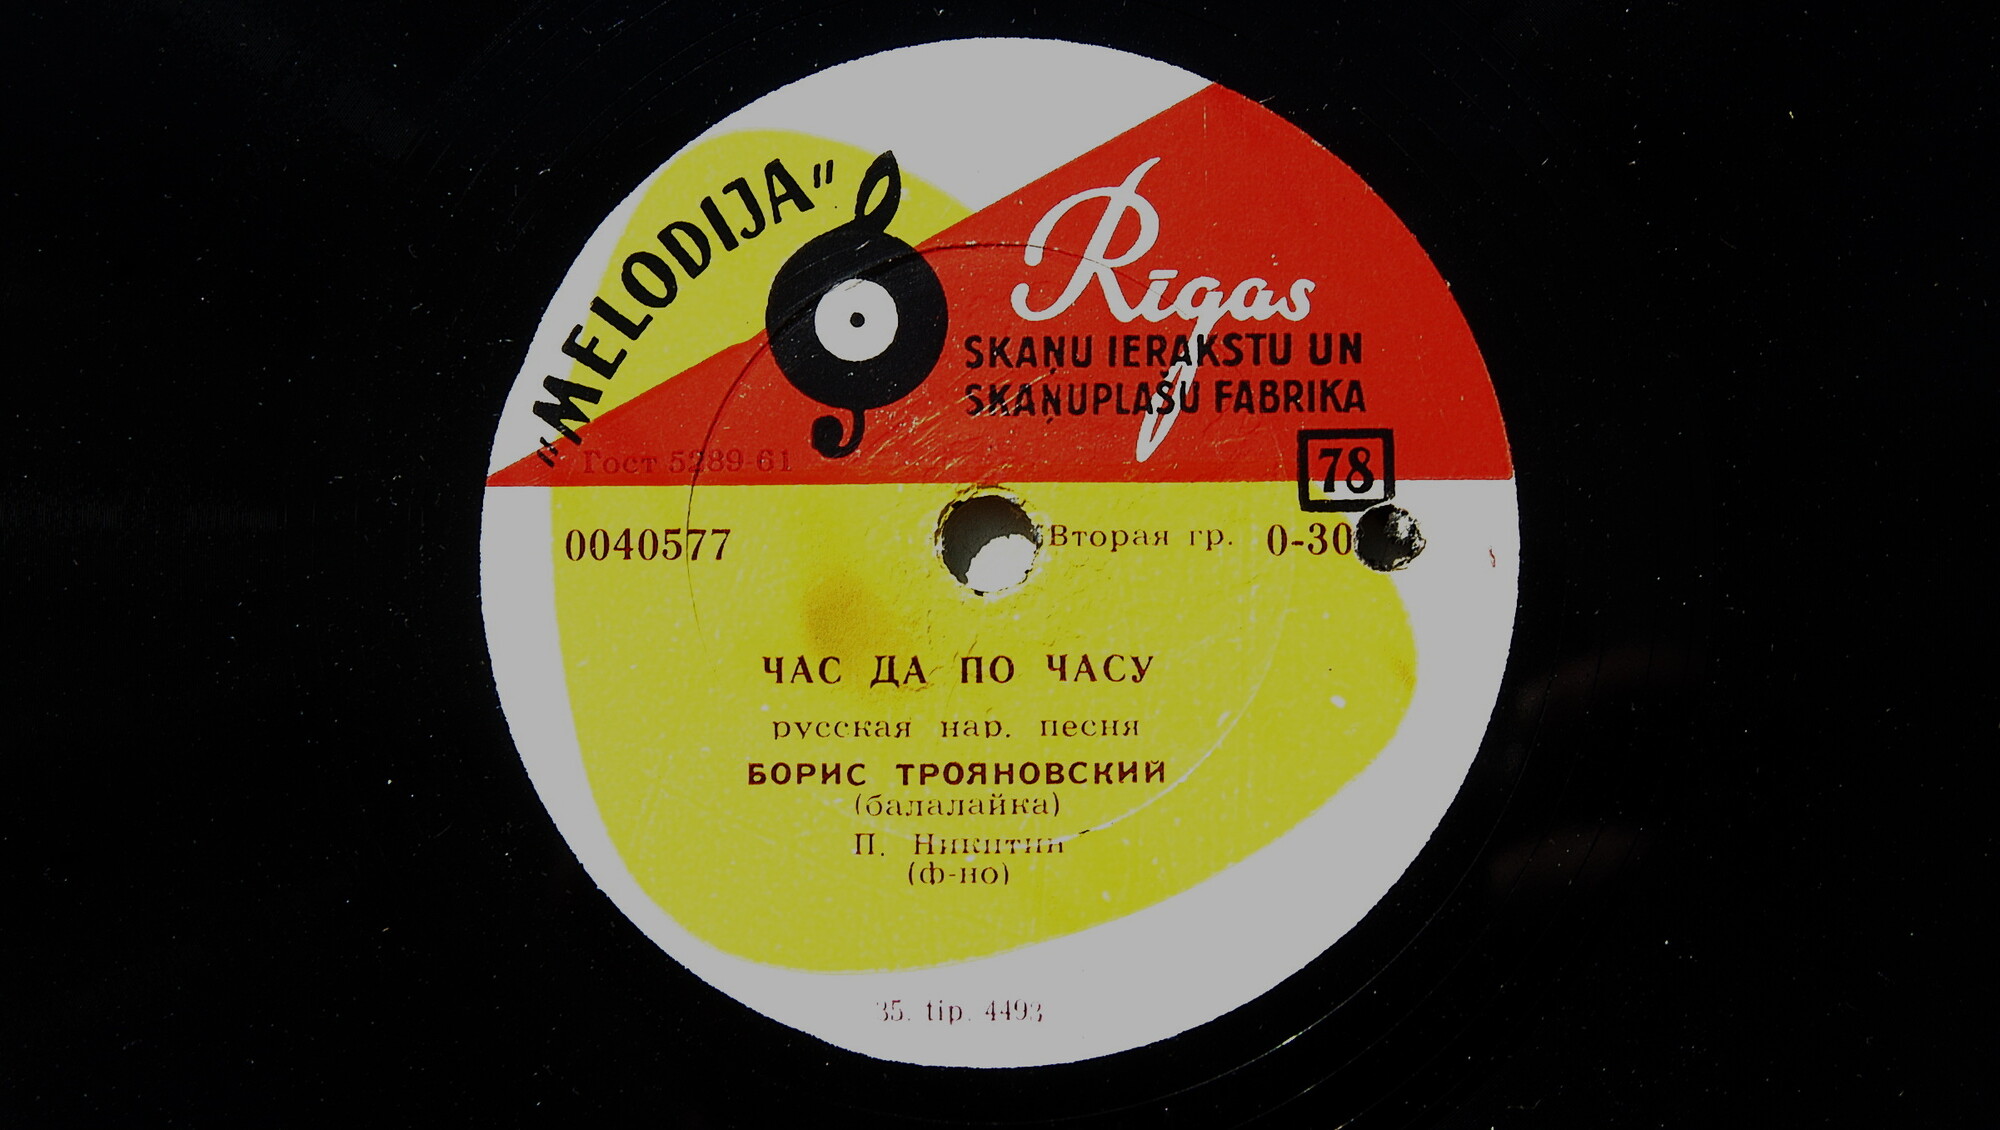 "MELODIJA"
Rīgas
SKAŅU IERAKSTU UN
SKAŅUPLAŠU FABRIKA
Гост 5289-61
78
0040577
Вторая гр. 0-30
ЧАС ДА ПО ЧАСУ
русская нар. песня
БОРИС ТРОЯНОВСКИЙ
(балалайка)
П. Никитин
(ф-но)
35. tip. 4493